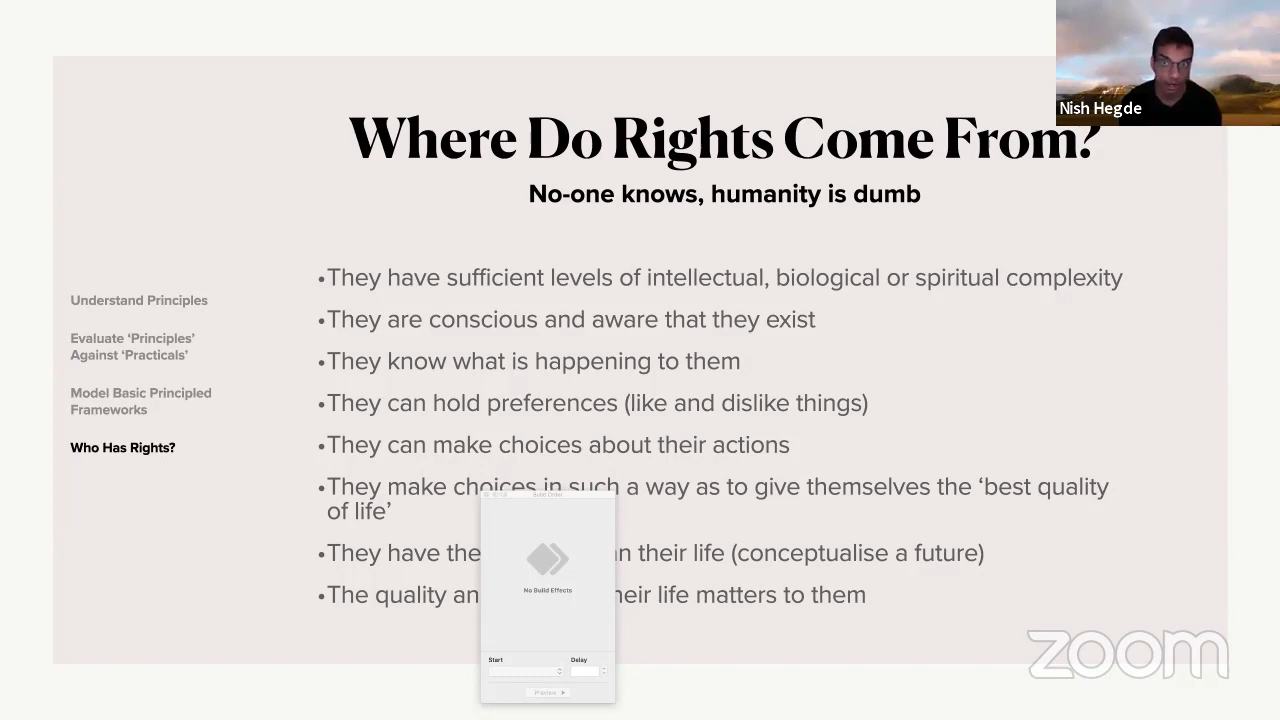 Nish Hegde
Where Do Rights Come From?
No-one knows, humanity is dumb
Understand Principles
Evaluate ‘Principles’
Against ‘Practicals’
Model Basic Principled
Frameworks
Who Has Rights?
•They have sufficient levels of intellectual, biological or spiritual complexity
•They are conscious and aware that they exist
•They know what is happening to them
•They can hold preferences (like and dislike things)
•They can make choices about their actions
•They make choices in such a way as to give themselves the ‘best quality
of life’
•They have the their life (conceptualise a future)
•The quality life matters to them
Build Order
No Build Effects
Start
Delay
Preview
zoom